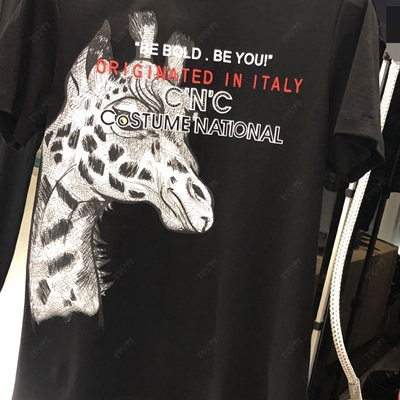 "BE BOLD . BE YOU!"
ORIGINATED IN ITALY
C'N'C
COSTUME NATIONAL